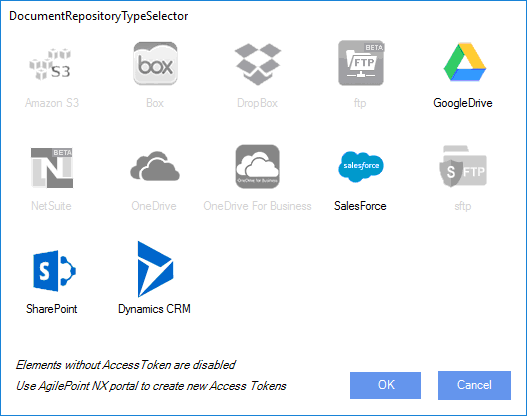 DocumentRepositoryTypeSelector
S3
box
BETA
FTP
Amazon S3
Box
DropBox
ftp
GoogleDrive
BETA
N
OneDrive for Business
salesforce
S FTP
NetSuite
OneDrive
OneDrive For Business
SalesForce
sftp
S
SharePoint
Dynamics CRM
Elements without AccessToken are disabled
Use AgilePoint NX portal to create new Access Tokens
OK
Cancel